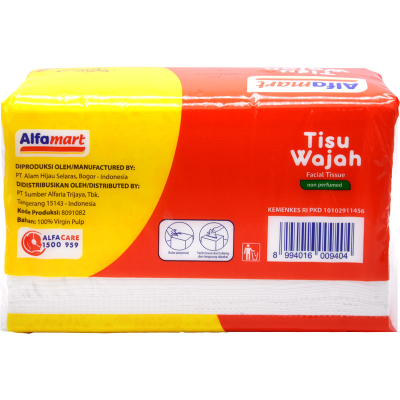 Alfamart
Alfamart
DIPRODUKSI OLEH/MANUFACTURED BY:
PT. Alam Hijau Selaras, Bogor - Indonesia
DIDISTRIBUSIKAN OLEH/DISTRIBUTED BY:
PT Sumber Alfaria Trijaya, Tbk.
Tangerang 15143 - Indonesia
Kode Produksi: 8091082
Bahan: 100% Virgin Pulp
ALFACARE
1500 959
Tisu
Wajah
Facial Tissue
non perfumed
KEMENKES RI PKD 10102911456
8 994016 009404